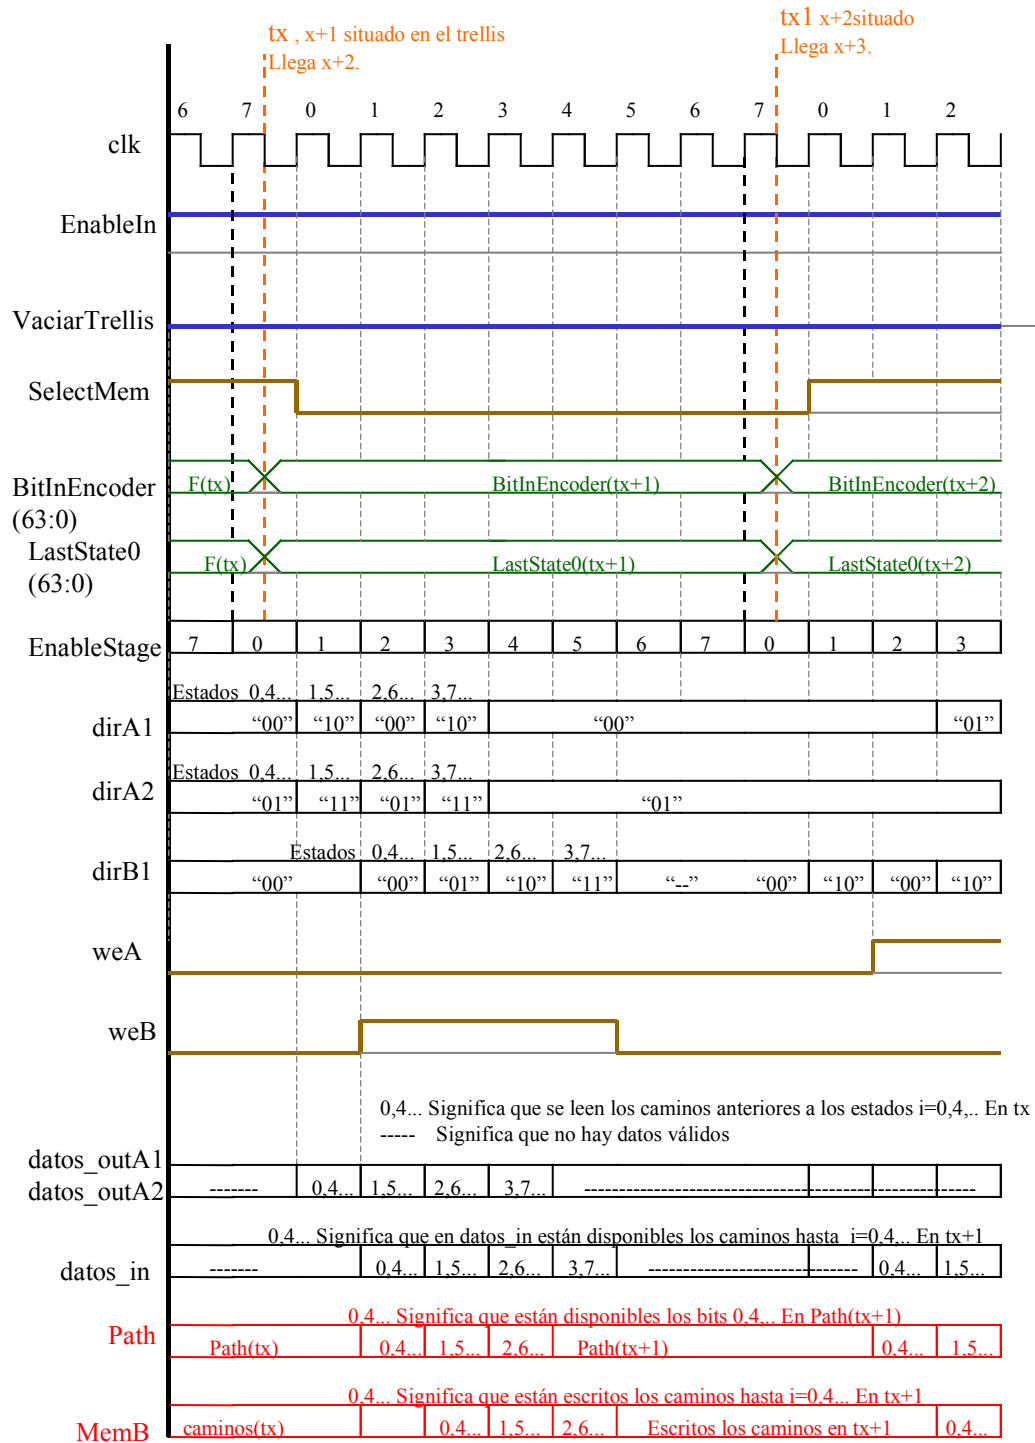 tx , x+1 situado en el trellis
Llega x+2.
tx1 x+2situado
Llega x+3.
6 7 0 1 2 3 4 5 6 7 0 1 2
clk
EnableIn
VaciarTrellis
SelectMem
BitInEncoder
(63:0)
F(tx) BitInEncoder(tx+1) BitInEncoder(tx+2)
LastState0
(63:0)
F(tx) LastState0(tx+1) LastState0(tx+2)
EnableStage 7 0 1 2 3 4 5 6 7 0 1 2 3
Estados 0,4... 1,5... 2,6... 3,7...
dirA1 “00” “10” “00” “10” “00” “01”
Estados 0,4... 1,5... 2,6... 3,7...
dirA2 “01” “11” “01” “11” “01”
Estados 0,4... 1,5... 2,6... 3,7...
dirB1 “00” “00” “01” “10” “11” “--” “00” “10” “00” “10”
weA
weB
0,4... Significa que se leen los caminos anteriores a los estados i=0,4,.. En tx
----- Significa que no hay datos válidos
datos_outA1
datos_outA2 ------- 0,4... 1,5... 2,6... 3,7... ------------------------------------------------------------
0,4... Significa que en datos_in están disponibles los caminos hasta i=0,4,.. En tx+1
datos_in ------- 0,4... 1,5... 2,6... 3,7... -------------------------------- 0,4... 1,5...
0,4... Significa que están disponibles los bits 0,4,.. En Path(tx+1)
Path Path(tx) 0,4... 1,5... 2,6... Path(tx+1) 0,4... 1,5...
0,4... Significa que están escritos los caminos hasta i=0,4... En tx+1
MemB caminos(tx) 0,4... 1,5... 2,6... Escritos los caminos en tx+1 0,4...